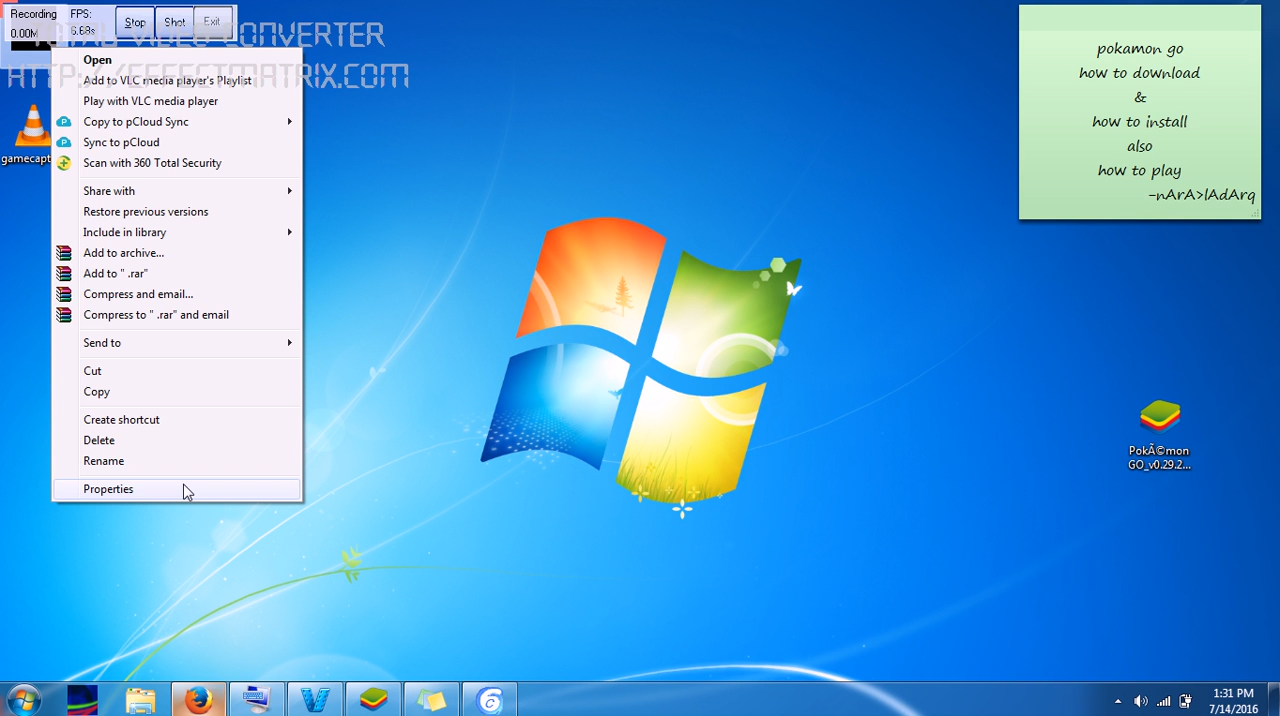 Recording
FPS:
0.00M
6.68s
Stop
Shot
Exit
TOTAL VIDEO CONVERTER
HTTP://EFFECTMATRIX.COM
Open
Add to VLC media player's Playlist
Play with VLC media player
Copy to pCloud Sync
Sync to pCloud
Scan with 360 Total Security
Share with
Restore previous versions
Include in library
Add to archive...
Add to " .rar"
Compress and email...
Compress to " .rar" and email
Send to
Cut
Copy
Create shortcut
Delete
Rename
Properties
gamecapt
pokamon go
how to download
&
how to install
also
how to play
-nArA>lAdArq
PokÃ©mon
GO_v0.29.2...
1:31 PM
7/14/2016